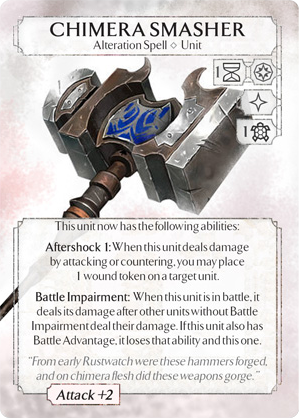 CHIMERA SMASHER
Alteration Spell ◇ Unit
1
1
This unit now has the following abilities:
Aftershock 1: When this unit deals damage
by attacking or countering, you may place
1 wound token on a target unit.
Battle Impairment: When this unit is in battle, it
deals its damage after other units without Battle
Impairment deal their damage. If this unit also has
Battle Advantage, it loses that ability and this one.
“From early Rustwatch were these hammers forged,
and on chimera flesh did these weapons gorge.”
Attack +2